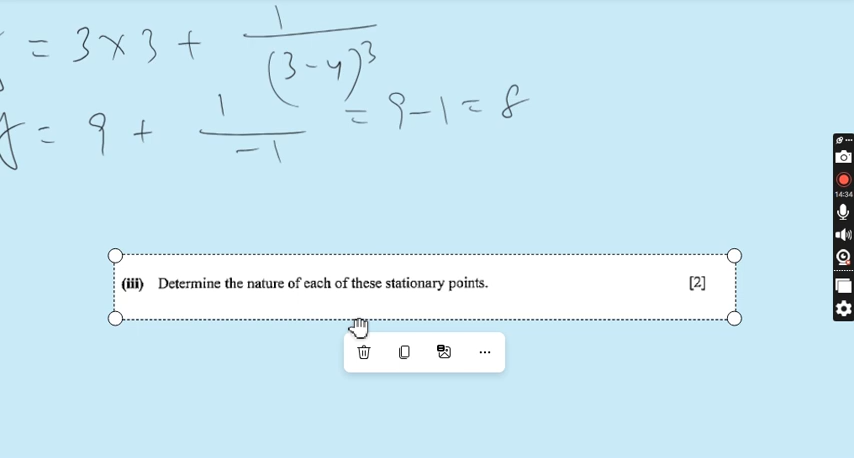 = 3 × 3 + 1/(3-4)^3
y = 9 + 1/-1 = 9 - 1 = 8
(iii) Determine the nature of each of these stationary points. [2]
14:34